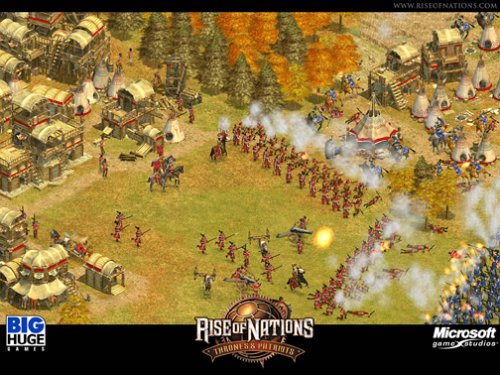 WWW.RISEOFNATIONS.COM
RISE OF NATIONS
THRONES & PATRIOTS
BIG
HUGE
GAMES
Microsoft
game studios